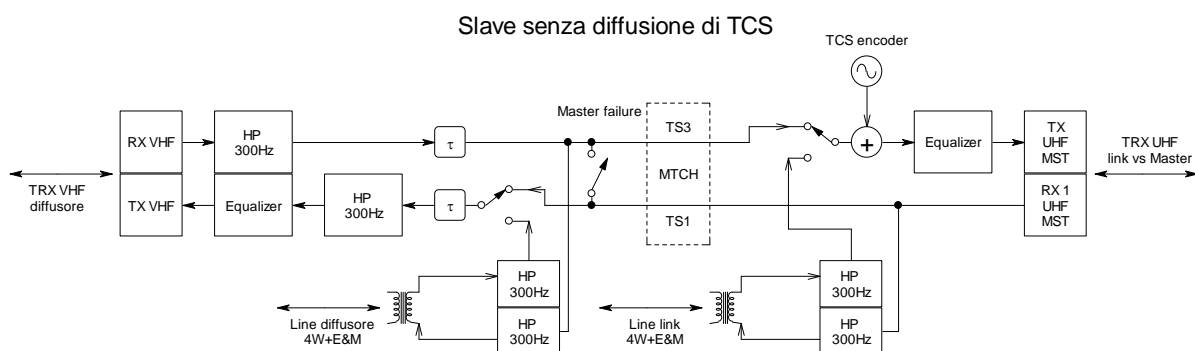 Slave senza diffusione di TCS
TCS encoder
Master failure
RX VHF
HP
300Hz
τ
TS3
+
Equalizer
TX
UHF
MST
TRX VHF
diffusore
MTCH
TRX UHF
link vs Master
TX VHF
Equalizer
HP
300Hz
τ
TS1
RX 1
UHF
MST
HP
300Hz
HP
300Hz
Line diffusore
4W+E&M
HP
300Hz
HP
300Hz
Line link
4W+E&M